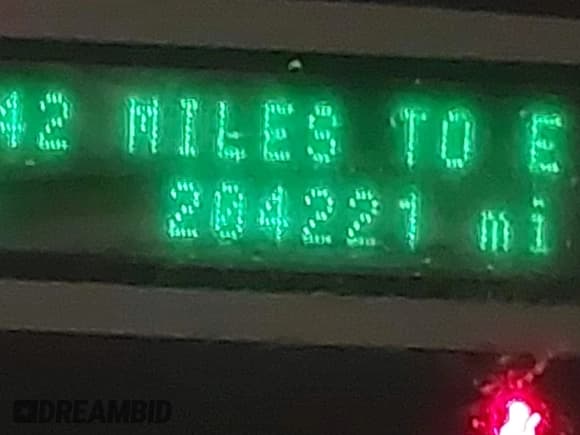 42 MILES TO E
204221 mi
DREAMBID